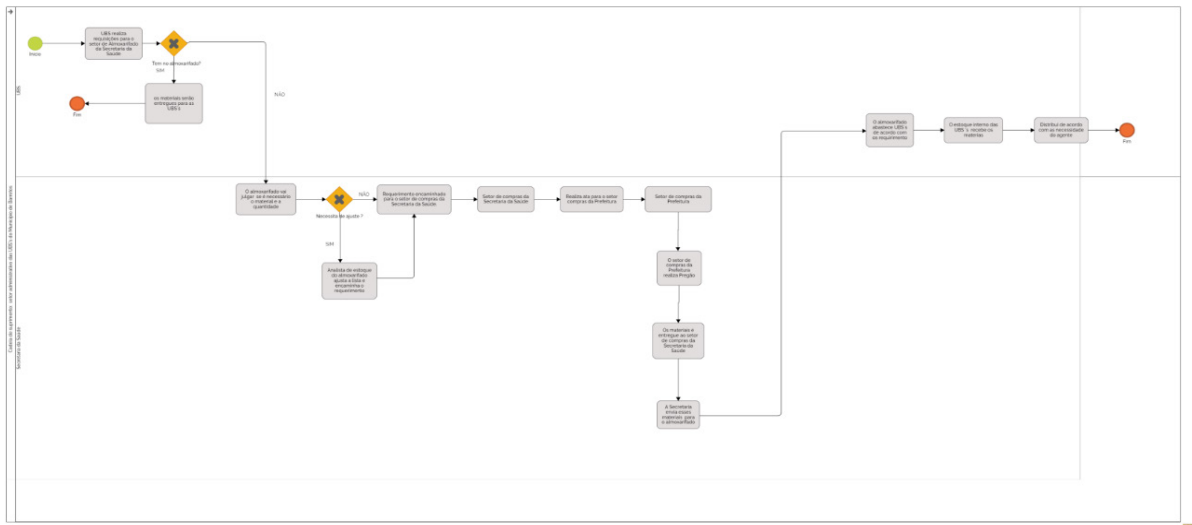 UBS realiza
requisições para o
setor de Almoxarifado
da Secretaria da
Saúde
Inicio
Tem no almoxarifado?
SIM
NÃO
os materiais serão
entregues para as
UBS's
Fim
UBS
O almoxarifado
abastece UBS's
de acordo com
os requerimento
O estoque interno das
UBS 's recebe os
materiais
Distribui de acordo
com as necessidade
do agente
Fim
O almoxarifado vai
julgar: se é necessário
o material e a
quantidade
Necessita de ajuste ?
NÃO
SIM
Requerimento encaminhado
para o setor de compras da
Secretaria da Saúde
Setor de compras da
Secretaria da Saúde
Realiza ata para o setor
compras da Prefeitura
Setor de compras da
Prefeitura
Analista de estoque
do almoxarifado
ajusta a lista e
encaminha o
requerimento
O setor de
compras da
Prefeitura
realiza Pregão
Os materiais e
entregue ao setor
de compras da
Secretaria da
Saúde
A Secretaria
envia esses
materiais para
o almoxarifado
Secretaria da Saúde